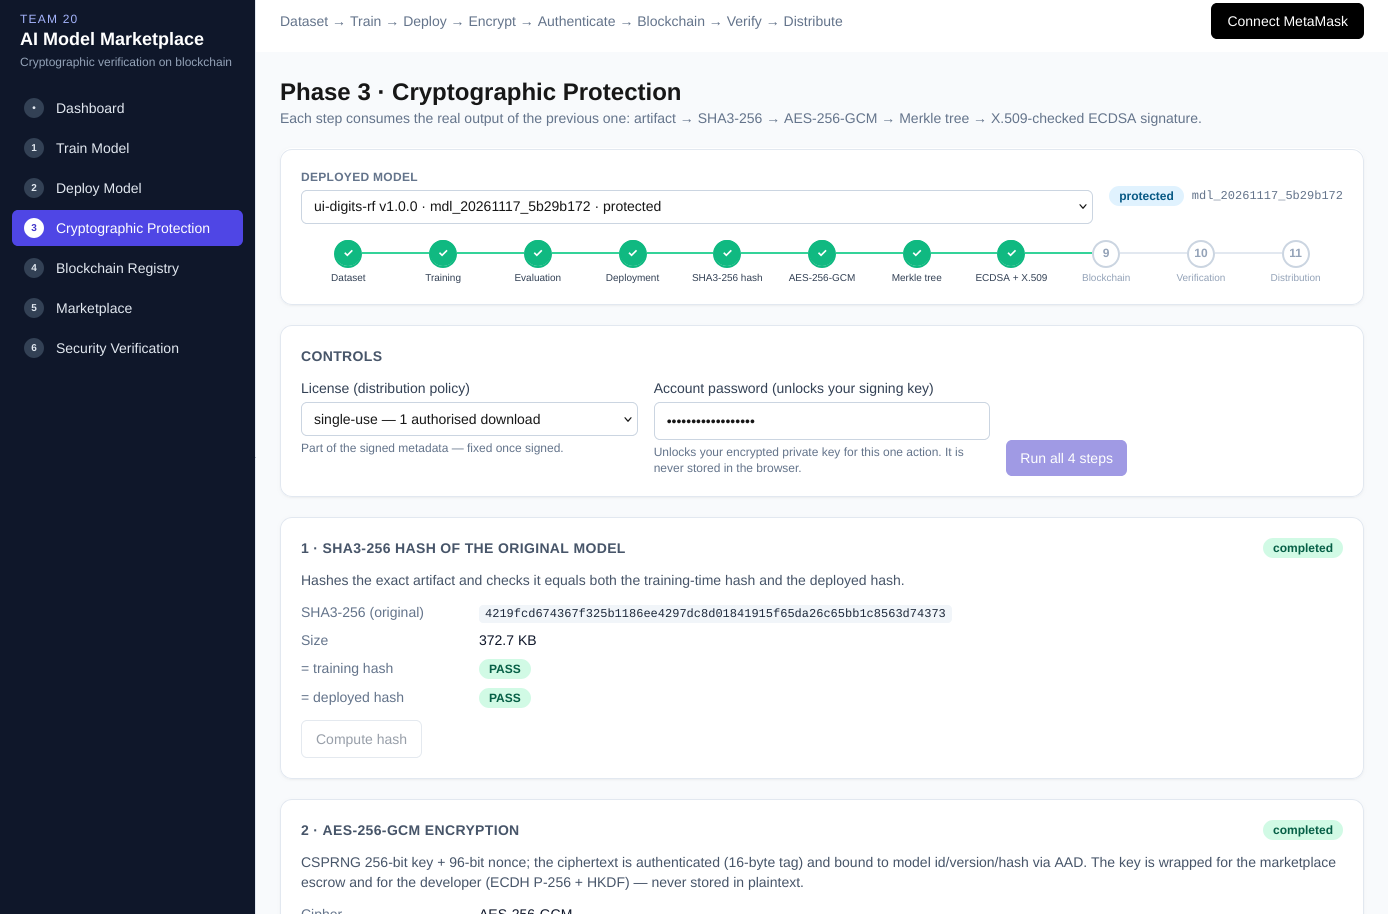 TEAM 20
AI Model Marketplace
Cryptographic verification on blockchain
Dashboard
1 Train Model
2 Deploy Model
3 Cryptographic Protection
4 Blockchain Registry
5 Marketplace
6 Security Verification
Dataset → Train → Deploy → Encrypt → Authenticate → Blockchain → Verify → Distribute
Connect MetaMask
Phase 3 · Cryptographic Protection
Each step consumes the real output of the previous one: artifact → SHA3-256 → AES-256-GCM → Merkle tree → X.509-checked ECDSA signature.
DEPLOYED MODEL
ui-digits-rf v1.0.0 · mdl_20261117_5b29b172 · protected
protected mdl_20261117_5b29b172
9 10 11
Dataset Training Evaluation Deployment SHA3-256 hash AES-256-GCM Merkle tree ECDSA + X.509 Blockchain Verification Distribution
CONTROLS
License (distribution policy)
single-use — 1 authorised download
Part of the signed metadata — fixed once signed.
Account password (unlocks your signing key)
••••••••••••••••••
Unlocks your encrypted private key for this one action. It is
never stored in the browser.
Run all 4 steps
1 · SHA3-256 HASH OF THE ORIGINAL MODEL
completed
Hashes the exact artifact and checks it equals both the training-time hash and the deployed hash.
SHA3-256 (original) 4219fcd674367f325b1186ee4297dc8d01841915f65da26c65bb1c8563d74373
Size 372.7 KB
= training hash PASS
= deployed hash PASS
Compute hash
2 · AES-256-GCM ENCRYPTION
completed
CSPRNG 256-bit key + 96-bit nonce; the ciphertext is authenticated (16-byte tag) and bound to model id/version/hash via AAD. The key is wrapped for the marketplace
escrow and for the developer (ECDH P-256 + HKDF) — never stored in plaintext.
Cipher AES-256-GCM